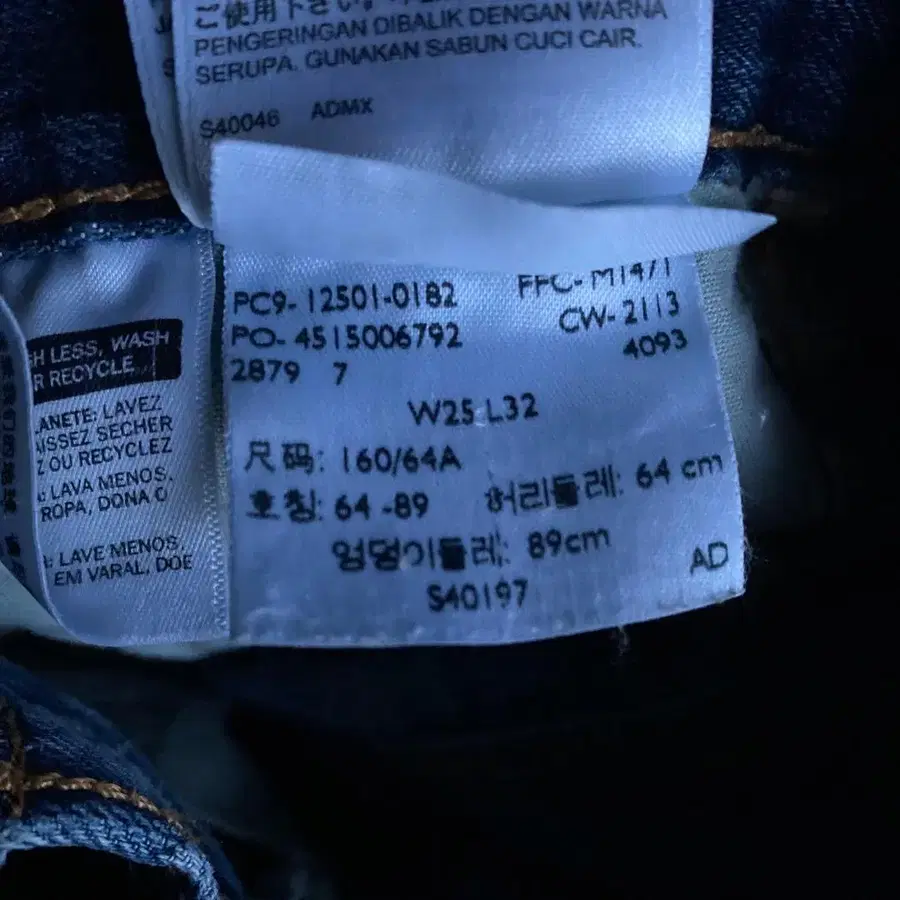 ご使用下さい。
PENGERINGAN DIBALIK DENGAN WARNA
SERUPA. GUNAKAN SABUN CUCI CAIR.
S40046 ADMX
H LESS, WASH
R RECYCLE
ANETE: LAVEZ
ISSEZ SECHER
Z OU RECYCLEZ
: LAVA MENOS,
ROPA, DONA O
: LAVE MENOS,
EM VARAL, DOE
PC9- 12501-0182 FFC- M1471
PO- 4515006792 CW- 2113
2879 7 4093
W25 L32
尺码: 160/64A
호칭: 64 -89 허리둘레: 64 cm
엉덩이둘레: 89cm
AD
S40197